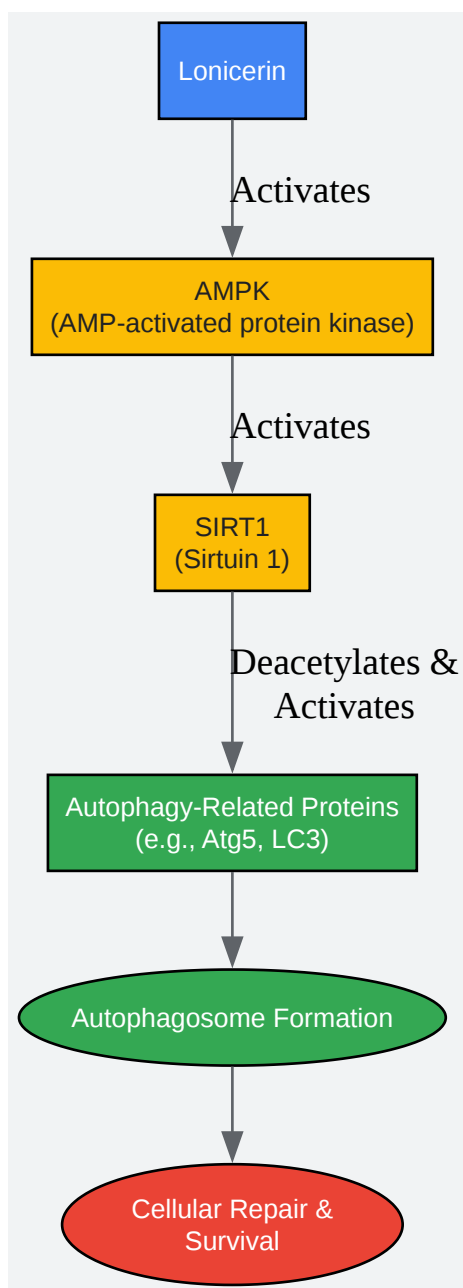 Lonicerin
Activates
AMPK
(AMP-activated protein kinase)
Activates
SIRT1
(Sirtuin 1)
Deacetylates &
Activates
Autophagy-Related Proteins
(e.g., Atg5, LC3)
Autophagosome Formation
Cellular Repair &
Survival